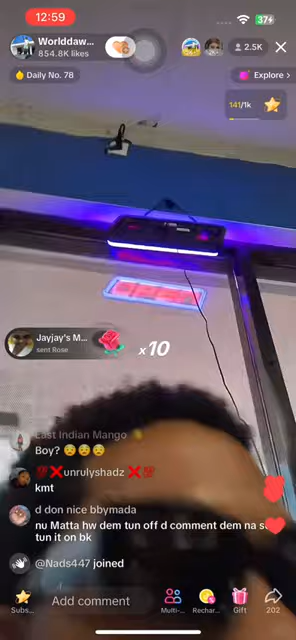 12:59
37
Worlddaw...
854.8K likes
2.5K
Daily No. 78
Explore >
141/1k
Jayjay's M...
sent Rose
x10
East Indian Mango
Boy?
unrulyshadz
kmt
d don nice bbymada
nu Matta hw dem tun off d comment dem na s
tun it on bk
@Nads447 joined
Subs...
Add comment
Multi-...
Rechar...
Gift
202